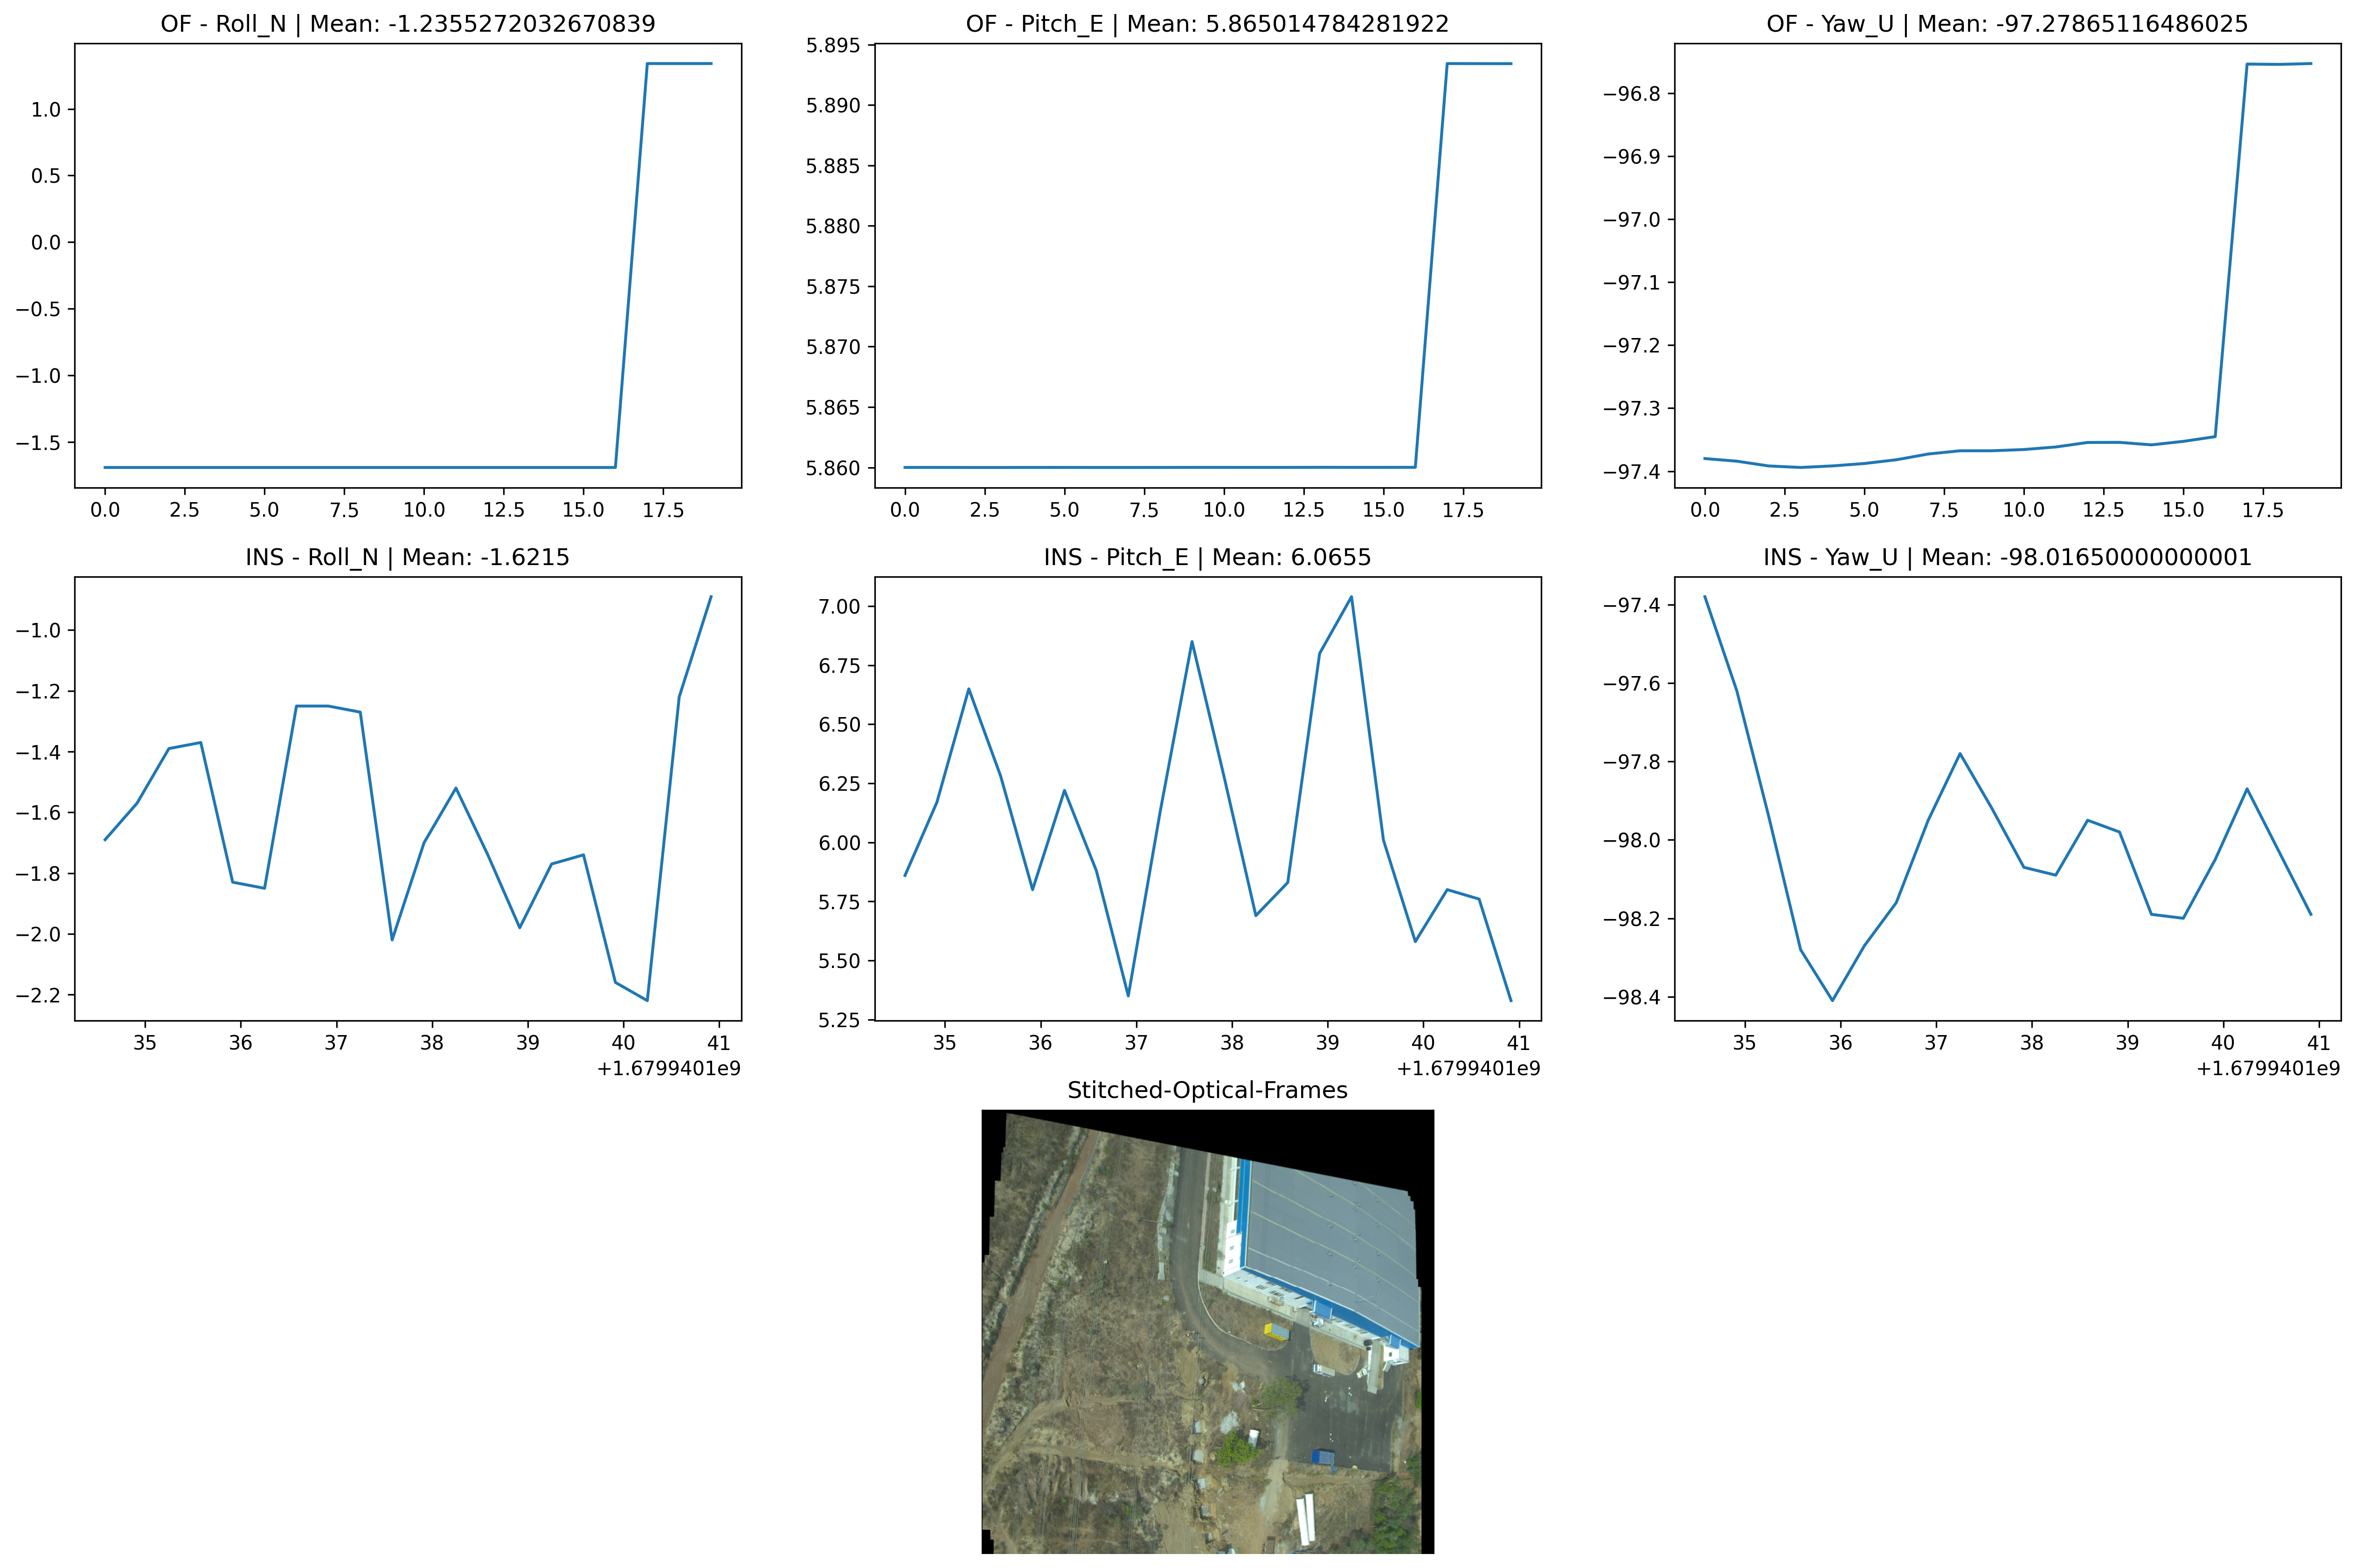 OF - Roll_N | Mean: -1.2355272032670839
OF - Pitch_E | Mean: 5.865014784281922
OF - Yaw_U | Mean: -97.27865116486025
1.0
0.5
0.0
−0.5
−1.0
−1.5
0.0 2.5 5.0 7.5 10.0 12.5 15.0 17.5
5.895
5.890
5.885
5.880
5.875
5.870
5.865
5.860
0.0 2.5 5.0 7.5 10.0 12.5 15.0 17.5
−96.8
−96.9
−97.0
−97.1
−97.2
−97.3
−97.4
0.0 2.5 5.0 7.5 10.0 12.5 15.0 17.5
INS - Roll_N | Mean: -1.6215
INS - Pitch_E | Mean: 6.0655
INS - Yaw_U | Mean: -98.01650000000001
−1.0
−1.2
−1.4
−1.6
−1.8
−2.0
−2.2
35 36 37 38 39 40 41
+1.6799401e9
7.00
6.75
6.50
6.25
6.00
5.75
5.50
5.25
35 36 37 38 39 40 41
+1.6799401e9
−97.4
−97.6
−97.8
−98.0
−98.2
−98.4
35 36 37 38 39 40 41
+1.6799401e9
Stitched-Optical-Frames